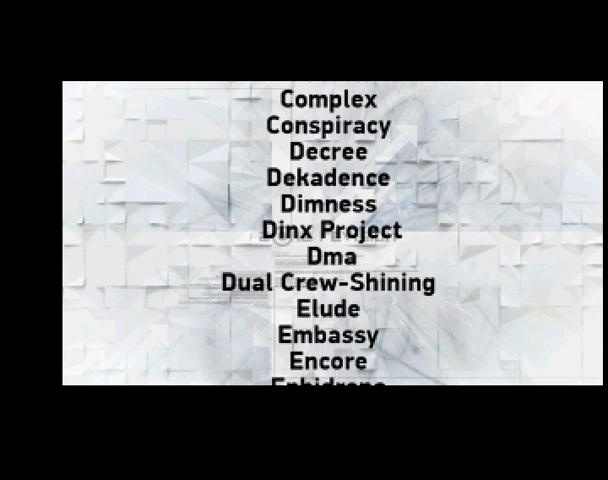 Complex
Conspiracy
Decree
Dekadence
Dimness
Dinx Project
Dma
Dual Crew-Shining
Elude
Embassy
Encore